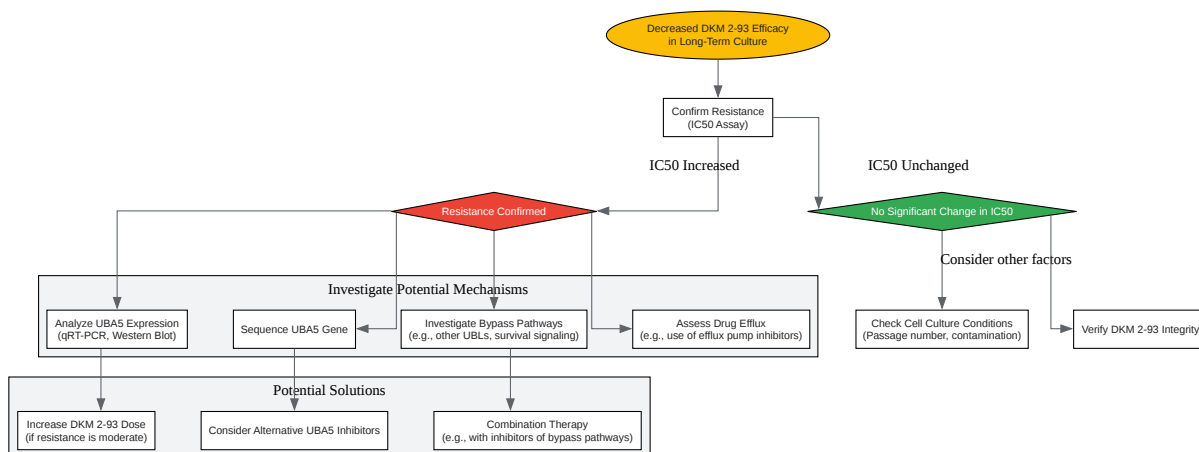 Decreased DKM 2-93 Efficacy
in Long-Term Culture
Confirm Resistance
(IC50 Assay)
IC50 Increased
IC50 Unchanged
Resistance Confirmed
No Significant Change in IC50
Consider other factors
Investigate Potential Mechanisms
Analyze UBA5 Expression
(qRT-PCR, Western Blot)
Sequence UBA5 Gene
Investigate Bypass Pathways
(e.g., other UBLs, survival signaling)
Assess Drug Efflux
(e.g., use of efflux pump inhibitors)
Check Cell Culture Conditions
(Passage number, contamination)
Verify DKM 2-93 Integrity
Potential Solutions
Increase DKM 2-93 Dose
(if resistance is moderate)
Consider Alternative UBA5 Inhibitors
Combination Therapy
(e.g., with inhibitors of bypass pathways)